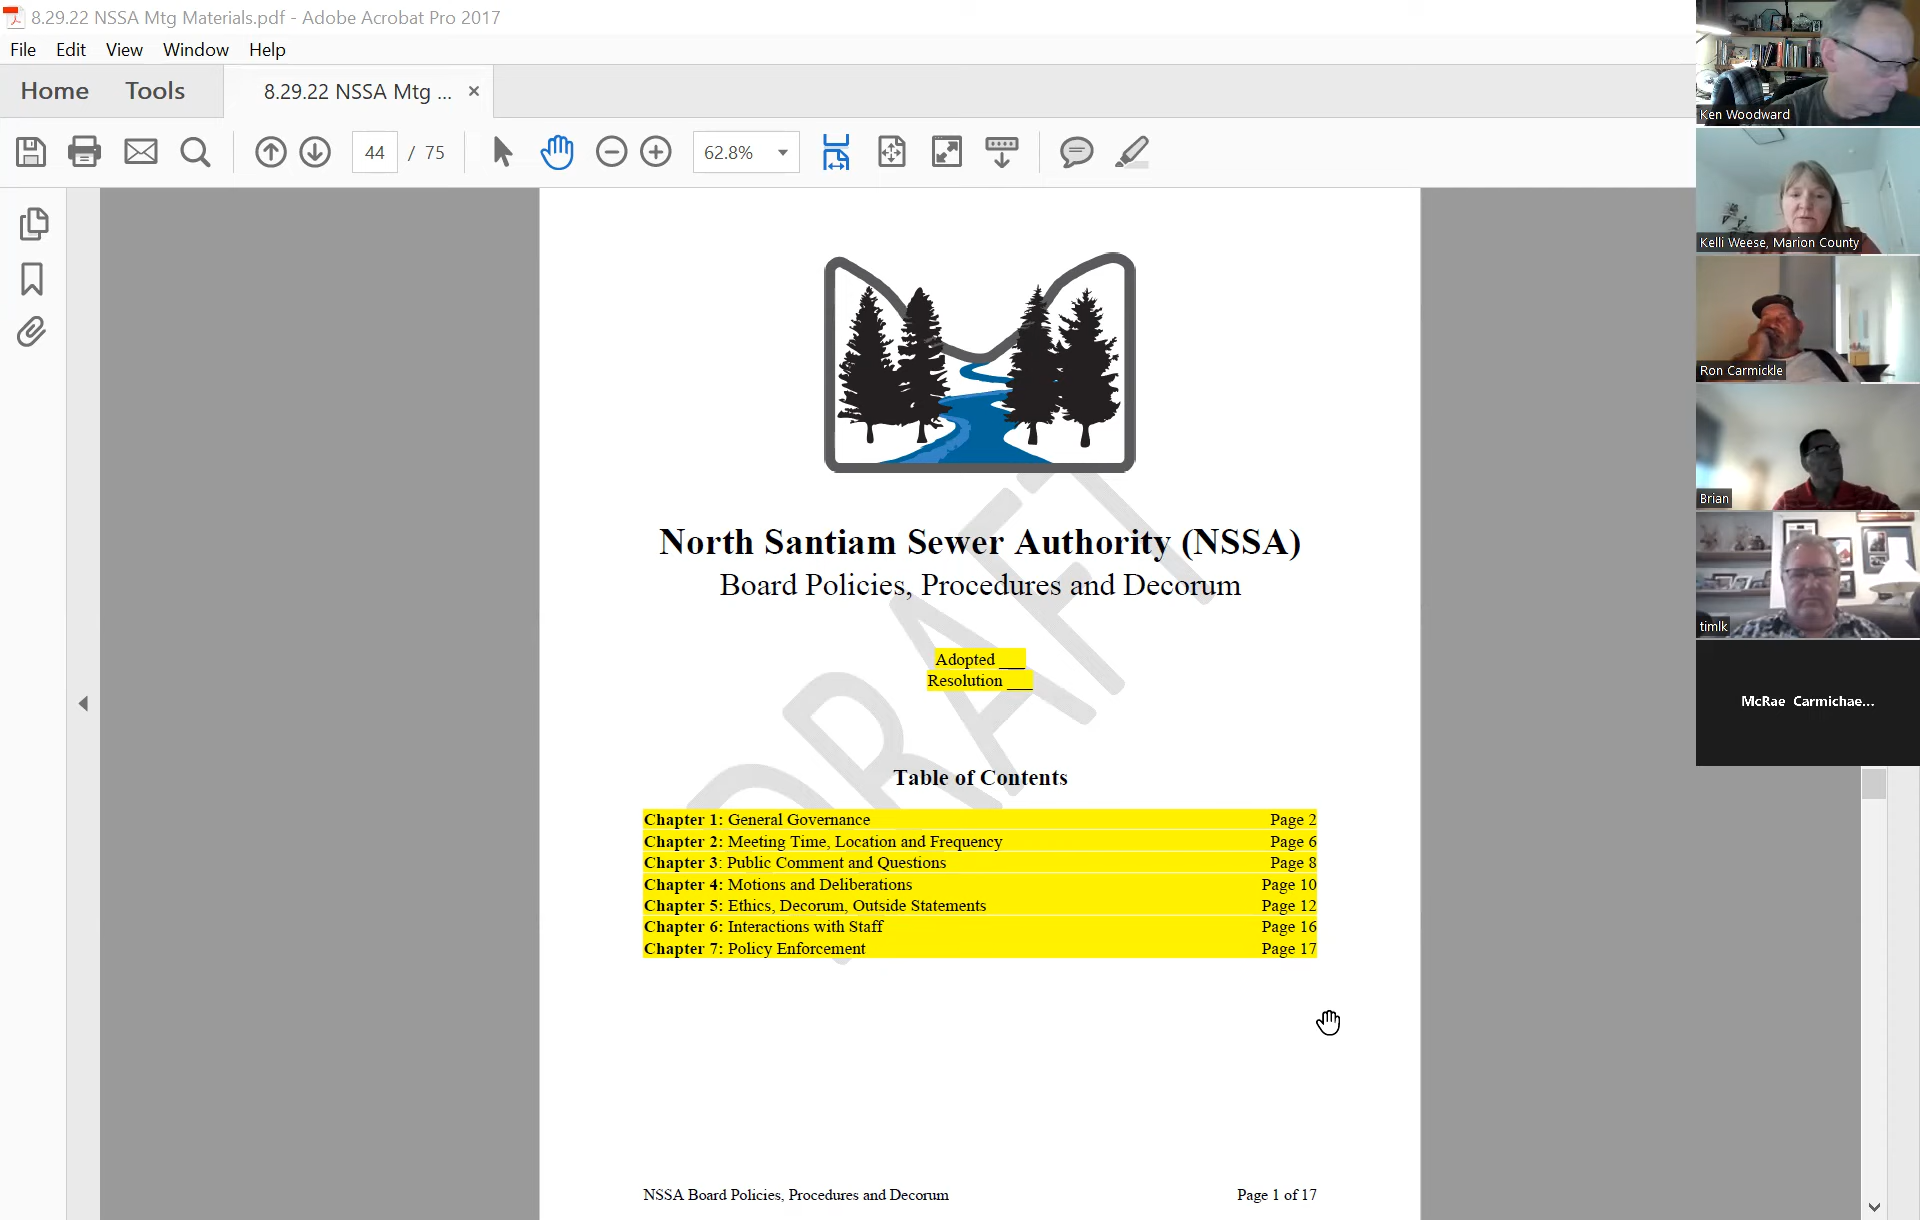 8.29.22 NSSA Mtg Materials.pdf - Adobe Acrobat Pro 2017
File Edit View Window Help
Home Tools 8.29.22 NSSA Mtg ... ×
44 / 75 62.8%
DRAFT
North Santiam Sewer Authority (NSSA)
Board Policies, Procedures and Decorum
Adopted ___
Resolution ___
Table of Contents
Chapter 1: General Governance Page 2
Chapter 2: Meeting Time, Location and Frequency Page 6
Chapter 3: Public Comment and Questions Page 8
Chapter 4: Motions and Deliberations Page 10
Chapter 5: Ethics, Decorum, Outside Statements Page 12
Chapter 6: Interactions with Staff Page 16
Chapter 7: Policy Enforcement Page 17
NSSA Board Policies, Procedures and Decorum Page 1 of 17
Ken Woodward
Kelli Weese, Marion County
Ron Carmickle
Brian
timlk
McRae Carmichae...